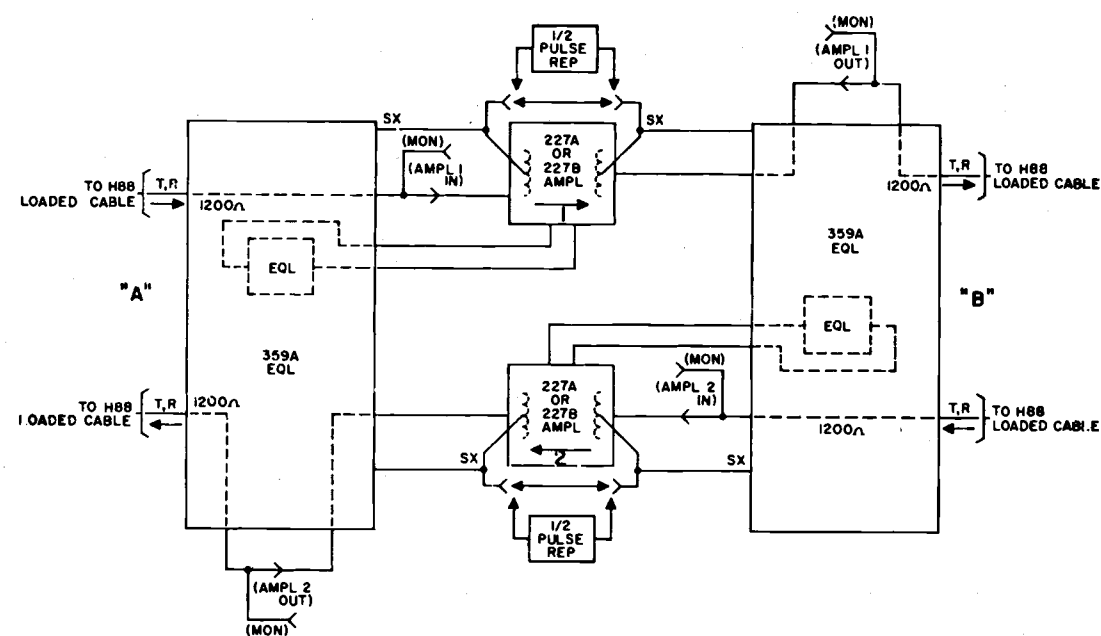 (MON)
(AMPL 1
OUT)
1/2
PULSE
REP
SX
SX
(MON)
(AMPL 1
IN)
227A
OR
227B
AMPL
1
TO H88
LOADED CABLE
T,R
1200Ω
EQL
"A"
359A
EQL
T,R
1200Ω
TO H88
LOADED CABLE
359A
EQL
"B"
EQL
TO H88
LOADED CABLE
T,R
1200Ω
227A
OR
227B
AMPL
2
(MON)
(AMPL 2
IN)
1200Ω
T,R
TO H88
LOADED CABLE
SX
SX
1/2
PULSE
REP
(AMPL 2
OUT)
(MON)